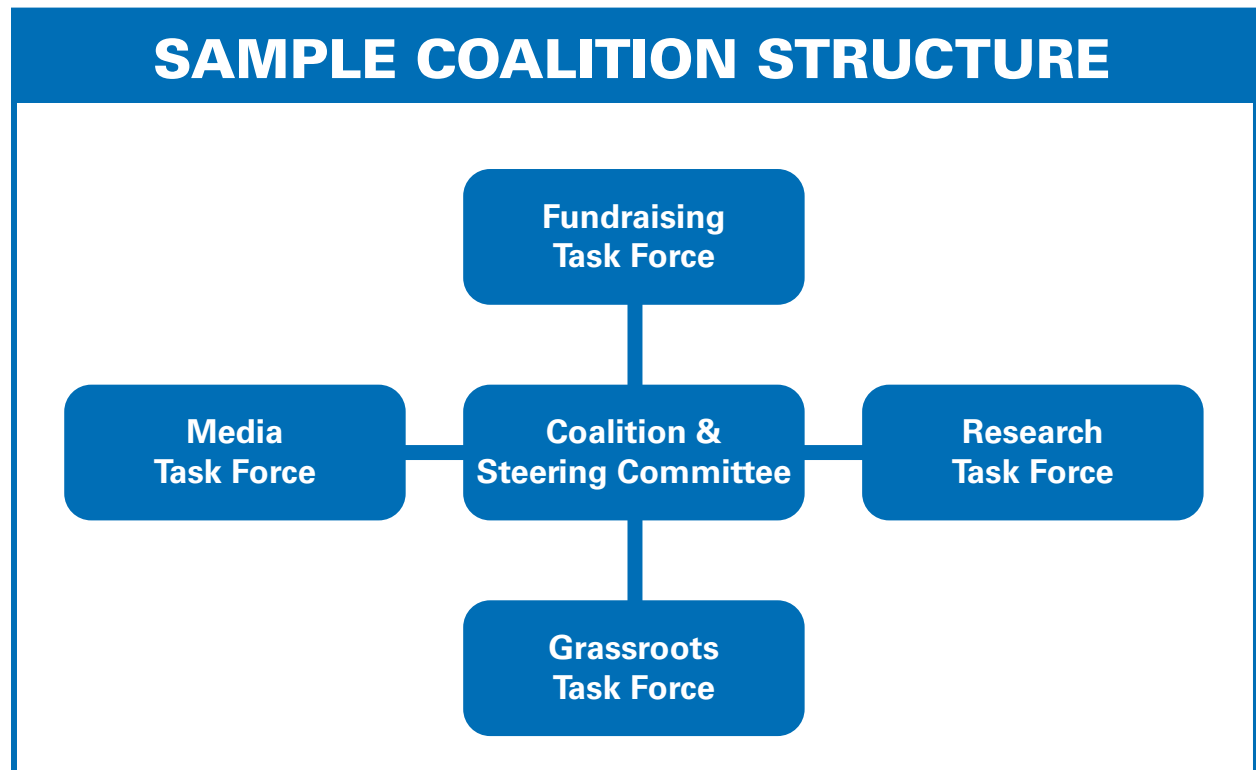 SAMPLE COALITION STRUCTURE
Fundraising
Task Force
Media
Task Force
Coalition &
Steering Committee
Research
Task Force
Grassroots
Task Force